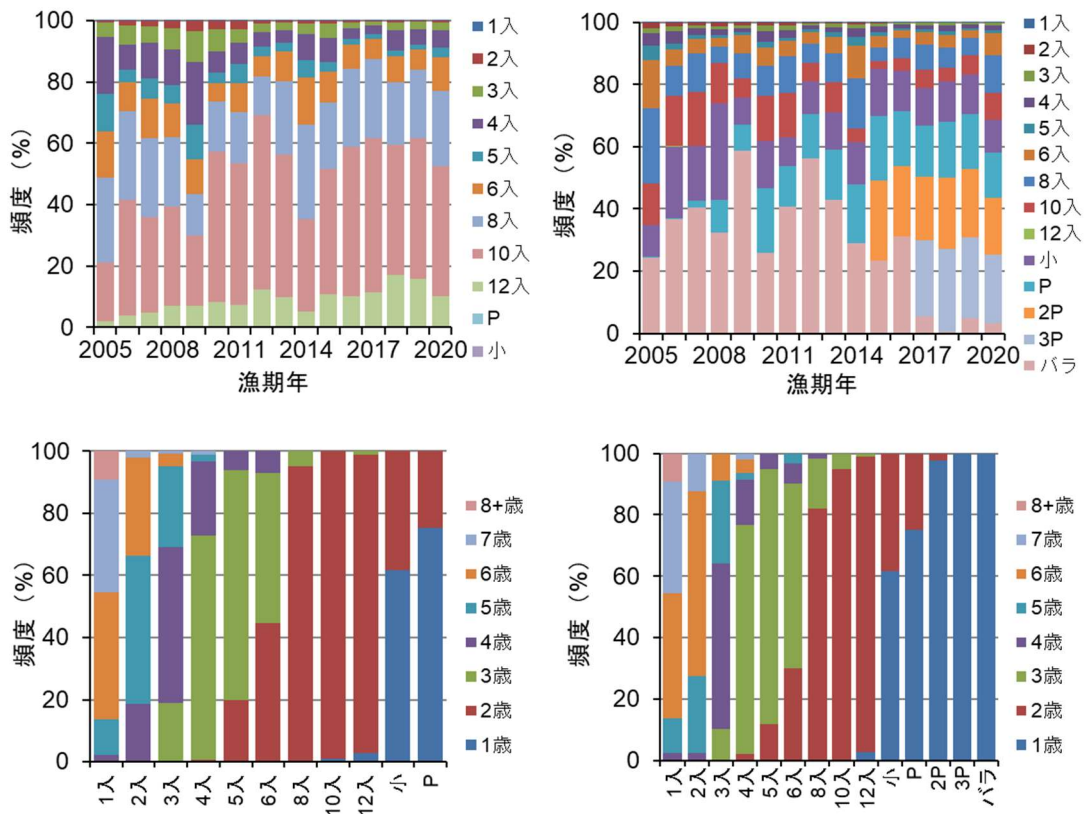 頻度（%）
100
80
60
40
20
0
2005 2008 2011 2014 2017 2020
漁期年
1入
2入
3入
4入
5入
6入
8入
10入
12入
P
小
頻度（%）
100
80
60
40
20
0
2005 2008 2011 2014 2017 2020
漁期年
1入
2入
3入
4入
5入
6入
8入
10入
12入
小
P
2P
3P
バラ
頻度（%）
100
80
60
40
20
0
1入 2入 3入 4入 5入 6入 8入 10入 12入 小 P
8+歳
7歳
6歳
5歳
4歳
3歳
2歳
1歳
頻度（%）
100
80
60
40
20
0
1入 2入 3入 4入 5入 6入 8入 10入 12入 小 P 2P 3P バラ
8+歳
7歳
6歳
5歳
4歳
3歳
2歳
1歳